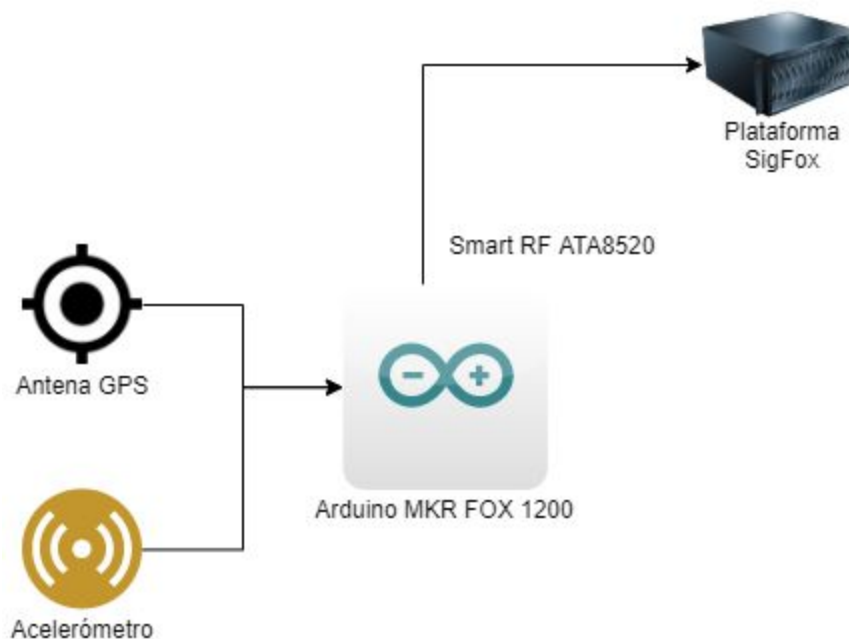 Plataforma
SigFox
Smart RF ATA8520
Antena GPS
Arduino MKR FOX 1200
Acelerómetro